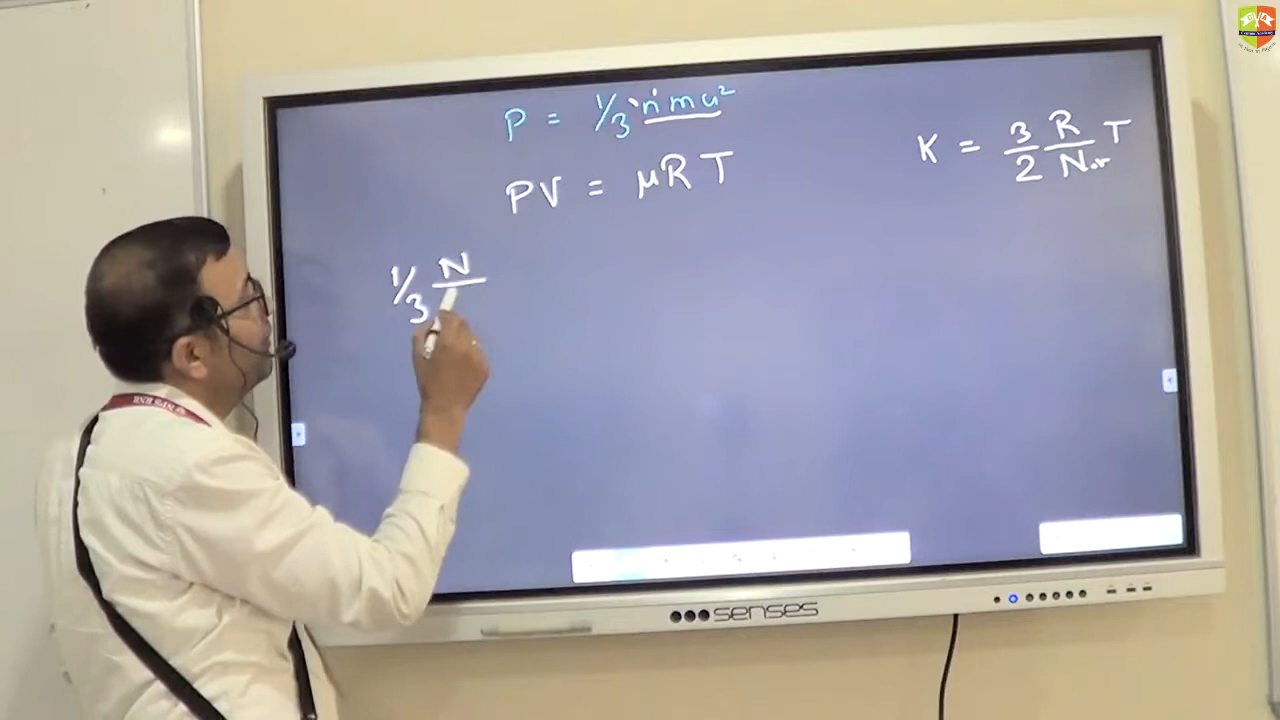 P = 1/3 n m u²
PV = μRT
K = 3/2 R/N T
1/3 N
senses